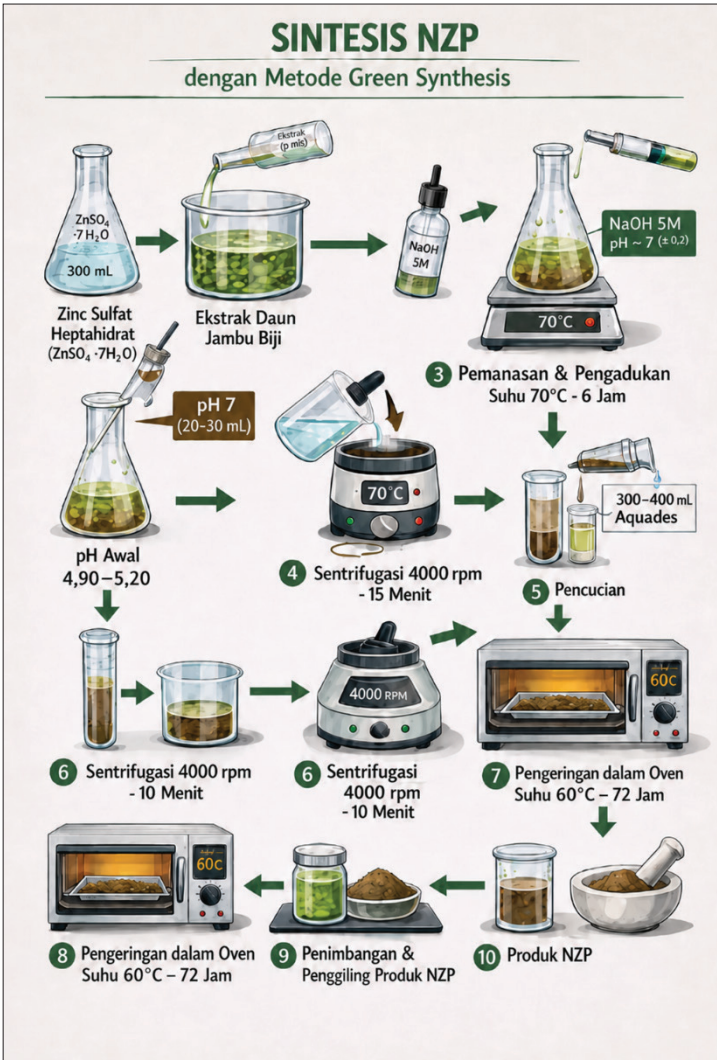 SINTESIS NZP
dengan Metode Green Synthesis
Ekstrak
(p mis)
ZnSO₄
·7H₂O
300 mL
NaOH
5M
NaOH 5M
pH ~ 7 (± 0,2)
70°C
Zinc Sulfat
Heptahidrat
(ZnSO₄ ·7H₂O)
Ekstrak Daun
Jambu Biji
3 Pemanasan & Pengadukan
Suhu 70°C - 6 Jam
pH 7
(20-30 mL)
70°C
300–400 mL
Aquades
pH Awal
4,90–5,20
4 Sentrifugasi 4000 rpm
- 15 Menit
5 Pencucian
4000 RPM
60C
6 Sentrifugasi 4000 rpm
- 10 Menit
6 Sentrifugasi
4000 rpm
- 10 Menit
7 Pengeringan dalam Oven
Suhu 60°C – 72 Jam
60C
8 Pengeringan dalam Oven
Suhu 60°C – 72 Jam
9 Penimbangan &
Penggiling Produk NZP
10 Produk NZP